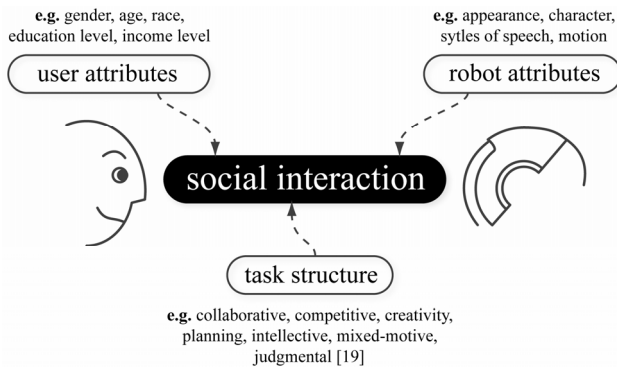 e.g. gender, age, race,
education level, income level
user attributes
e.g. appearance, character,
sytles of speech, motion
robot attributes
social interaction
task structure
e.g. collaborative, competitive, creativity,
planning, intellective, mixed-motive,
judgmental [19]